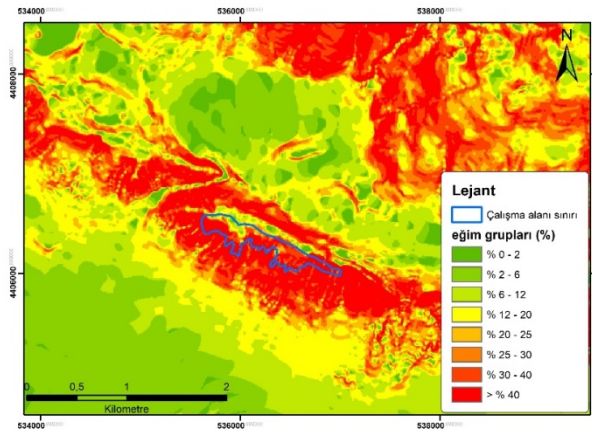 534000 536000 538000
N
4408000
4436000
Lejant
Çalışma alanı sınırı
eğim grupları (%)
% 0 - 2
% 2 - 6
% 6 - 12
% 12 - 20
% 20 - 25
% 25 - 30
% 30 - 40
> % 40
0 0,5 1 2
Kilometre
534000 536000 538000